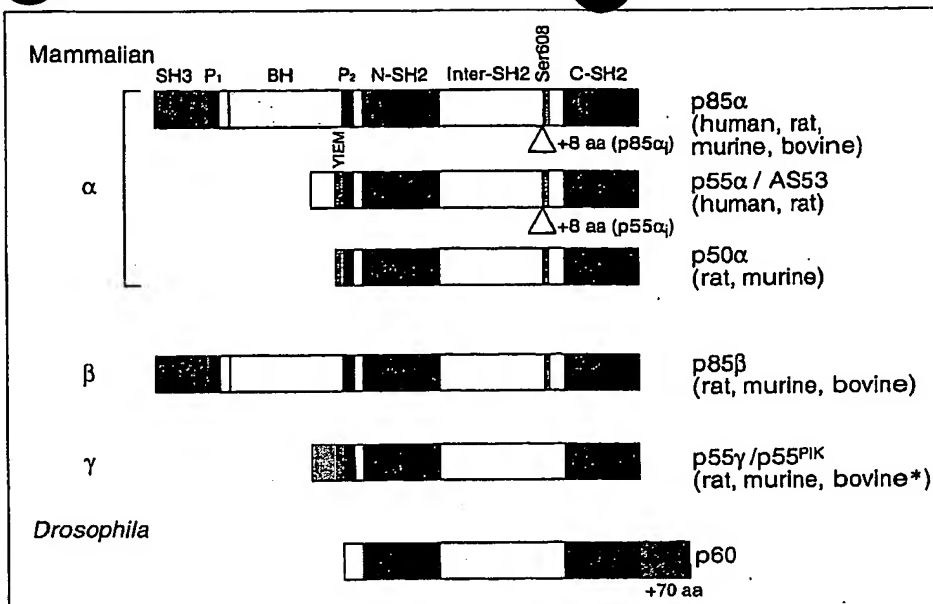 Mammalian
SH3 P₁ BH P₂ N-SH2 Inter-SH2 Ser608 C-SH2
p85α
(human, rat,
murine, bovine)
+8 aa (p85αᵢ)
YIEM
α
p55α / AS53
(human, rat)
+8 aa (p55αᵢ)
p50α
(rat, murine)
β
p85β
(rat, murine, bovine)
γ
p55γ/p55ᴾᴵᴷ
(rat, murine, bovine*)
Drosophila
p60
+70 aa